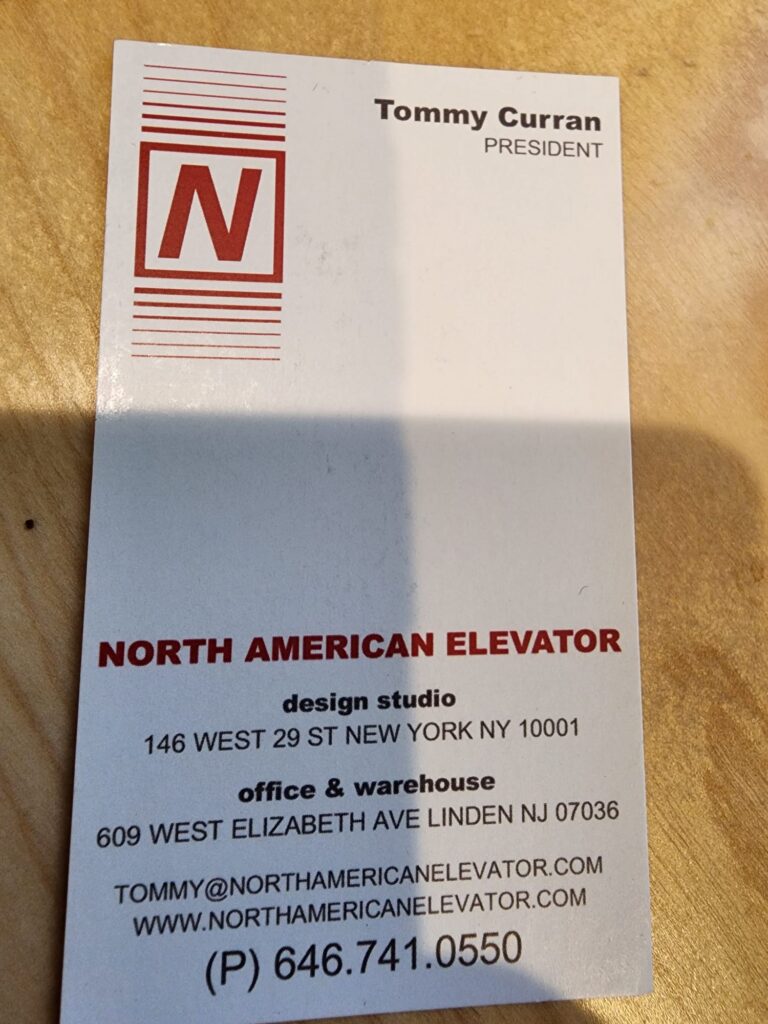 N
Tommy Curran
PRESIDENT
NORTH AMERICAN ELEVATOR
design studio
146 WEST 29 ST NEW YORK NY 10001
office & warehouse
609 WEST ELIZABETH AVE LINDEN NJ 07036
TOMMY@NORTHAMERICANELEVATOR.COM
WWW.NORTHAMERICANELEVATOR.COM
(P) 646.741.0550